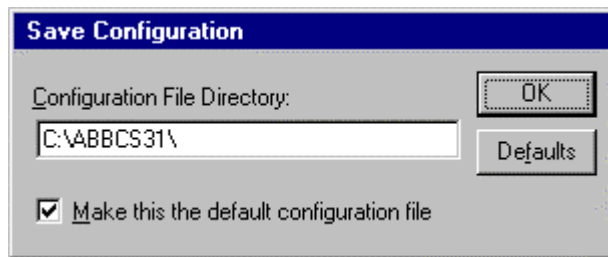 Save Configuration
Configuration File Directory:
OK
C:\ABBCS31\
Defaults
Make this the default configuration file